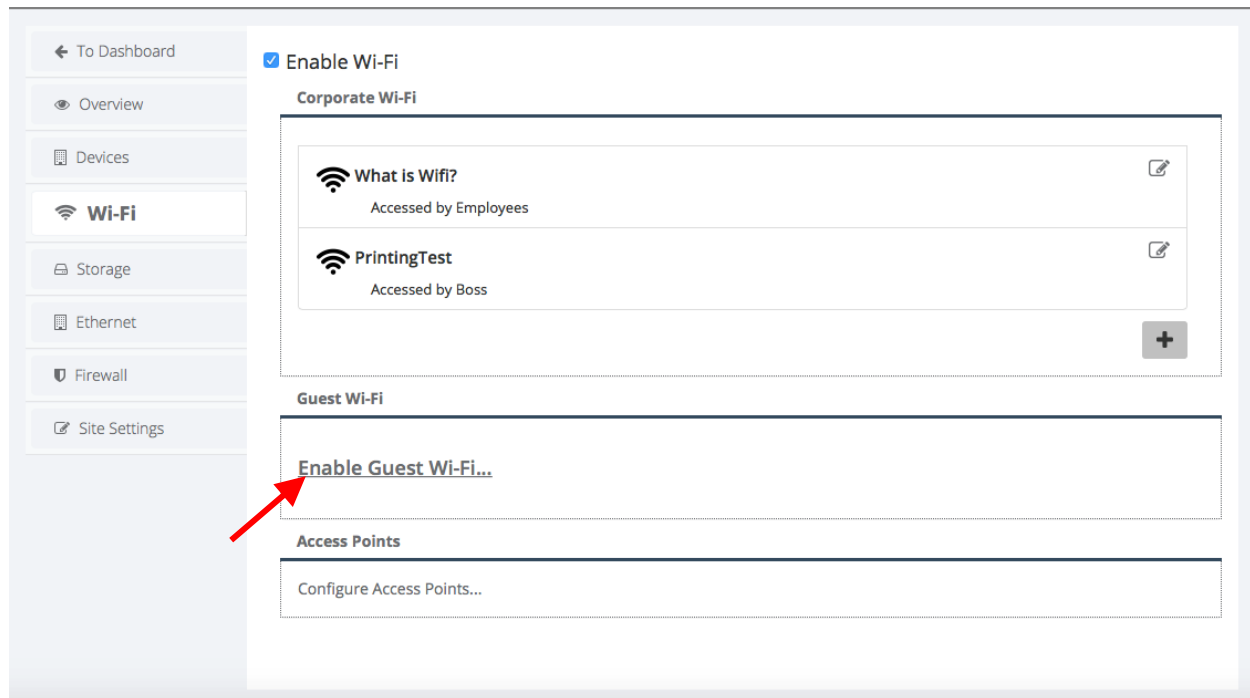 To Dashboard
Overview
Devices
Wi-Fi
Storage
Ethernet
Firewall
Site Settings
Enable Wi-Fi
Corporate Wi-Fi
What is Wifi?
Accessed by Employees
PrintingTest
Accessed by Boss
Guest Wi-Fi
Enable Guest Wi-Fi...
Access Points
Configure Access Points...